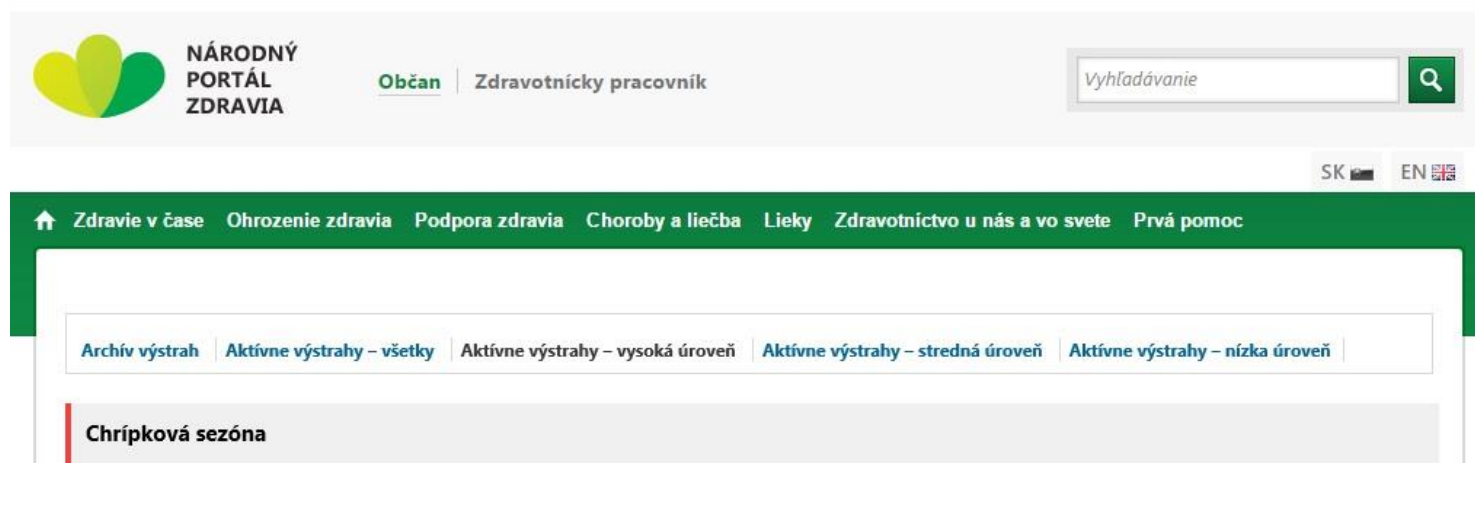 NÁRODNÝ
PORTÁL
ZDRAVIA
Občan Zdravotnícky pracovník
Vyhľadávanie
SK EN
Zdravie v čase Ohrozenie zdravia Podpora zdravia Choroby a liečba Lieky Zdravotníctvo u nás a vo svete Prvá pomoc
Archív výstrah Aktívne výstrahy – všetky Aktívne výstrahy – vysoká úroveň Aktívne výstrahy – stredná úroveň Aktívne výstrahy – nízka úroveň
Chrípková sezóna